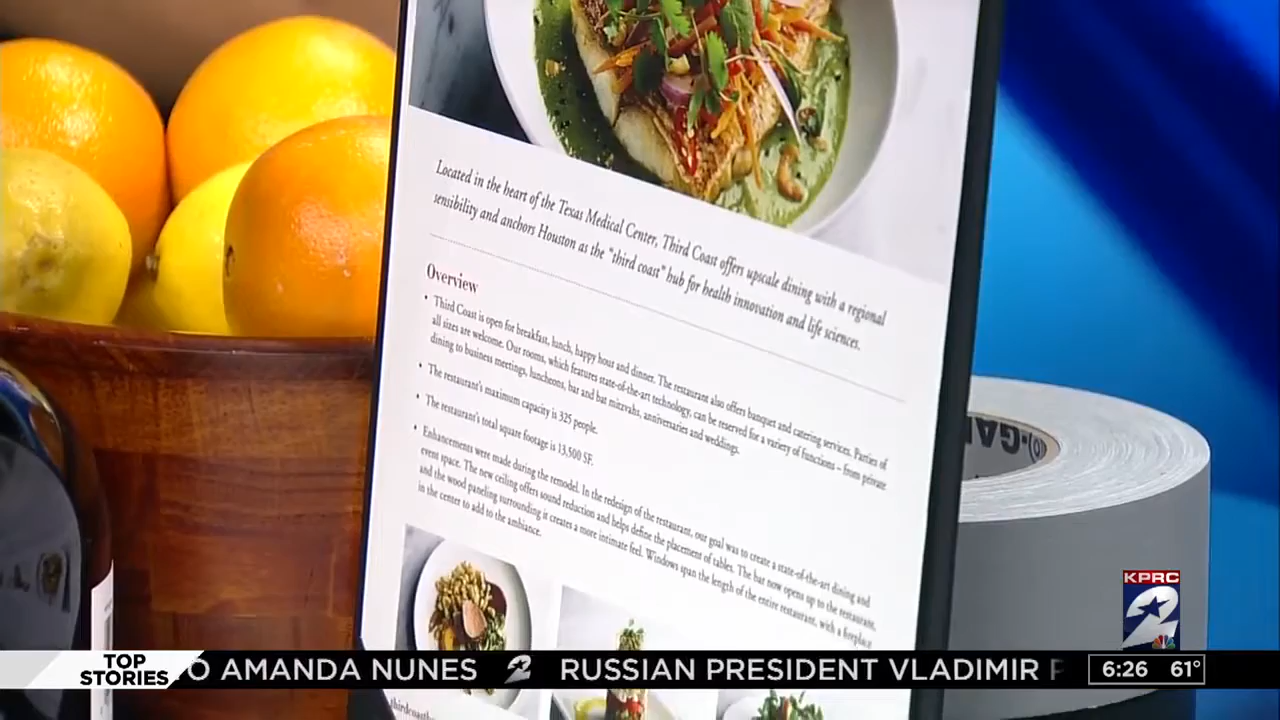 Located in the heart of the Texas Medical Center, Third Coast offers upscale dining with a regional
sensibility and anchors Houston as the "third coast" hub for health innovation and life sciences.
Overview
• Third Coast is open for breakfast, lunch, happy hour and dinner. The restaurant also offers banquet and catering services. Parties of
all sizes are welcome. Our rooms, which features state-of-the-art technology, can be reserved for a variety of functions – from private
dining to business meetings, luncheons, bar and bat mitzvahs, anniversaries and weddings.
• The restaurant's maximum capacity is 325 people.
• The restaurant's total square footage is 13,500 SF.
• Enhancements were made during the remodel. In the redesign of the restaurant, our goal was to create a state-of-the-art dining and
event space. The new ceiling offers sound reduction and helps define the placement of tables. The bar now opens up to the restaurant,
and the wood paneling surrounding it creates a more intimate feel. Windows span the length of the entire restaurant, with a fireplace
in the center to add to the ambiance.
KPRC
2
TOP
STORIES
O AMANDA NUNES 2 RUSSIAN PRESIDENT VLADIMIR P
6:26 61°